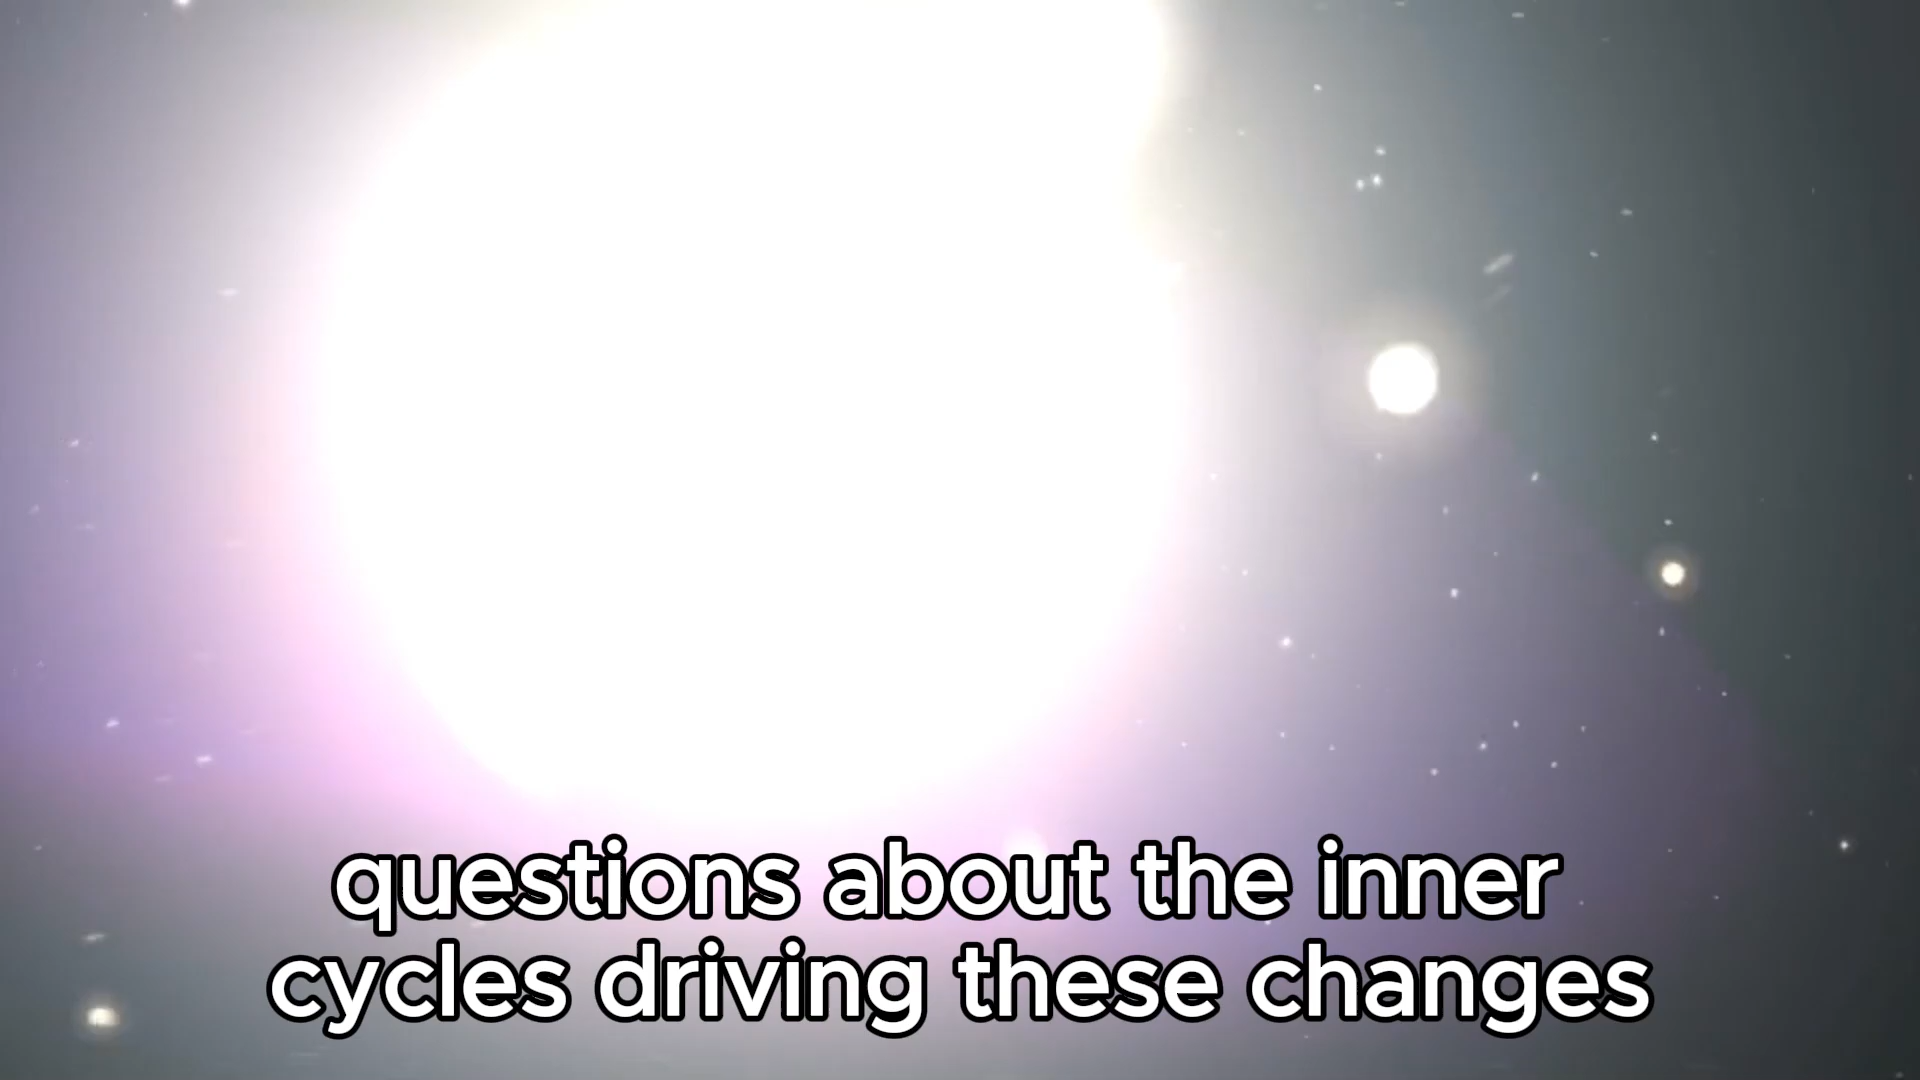 questions about the inner
cycles driving these changes